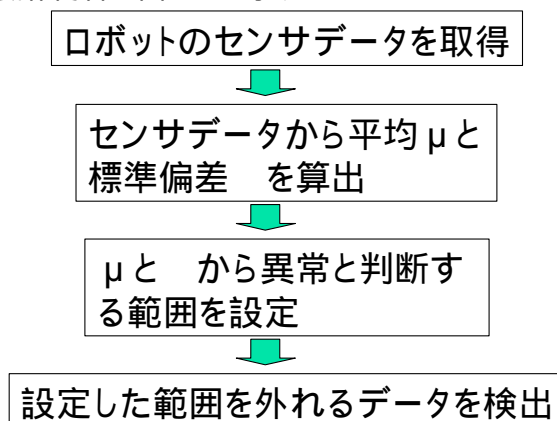 ロボットのセンサデータを取得
センサデータから平均μと
標準偏差　を算出
μと　から異常と判断す
る範囲を設定
設定した範囲を外れるデータを検出